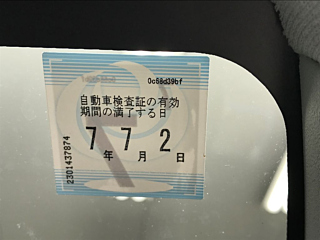 0c66d39bf
自動車検査証の有効
期間の満了する日
7年 7月 2日
2301437874